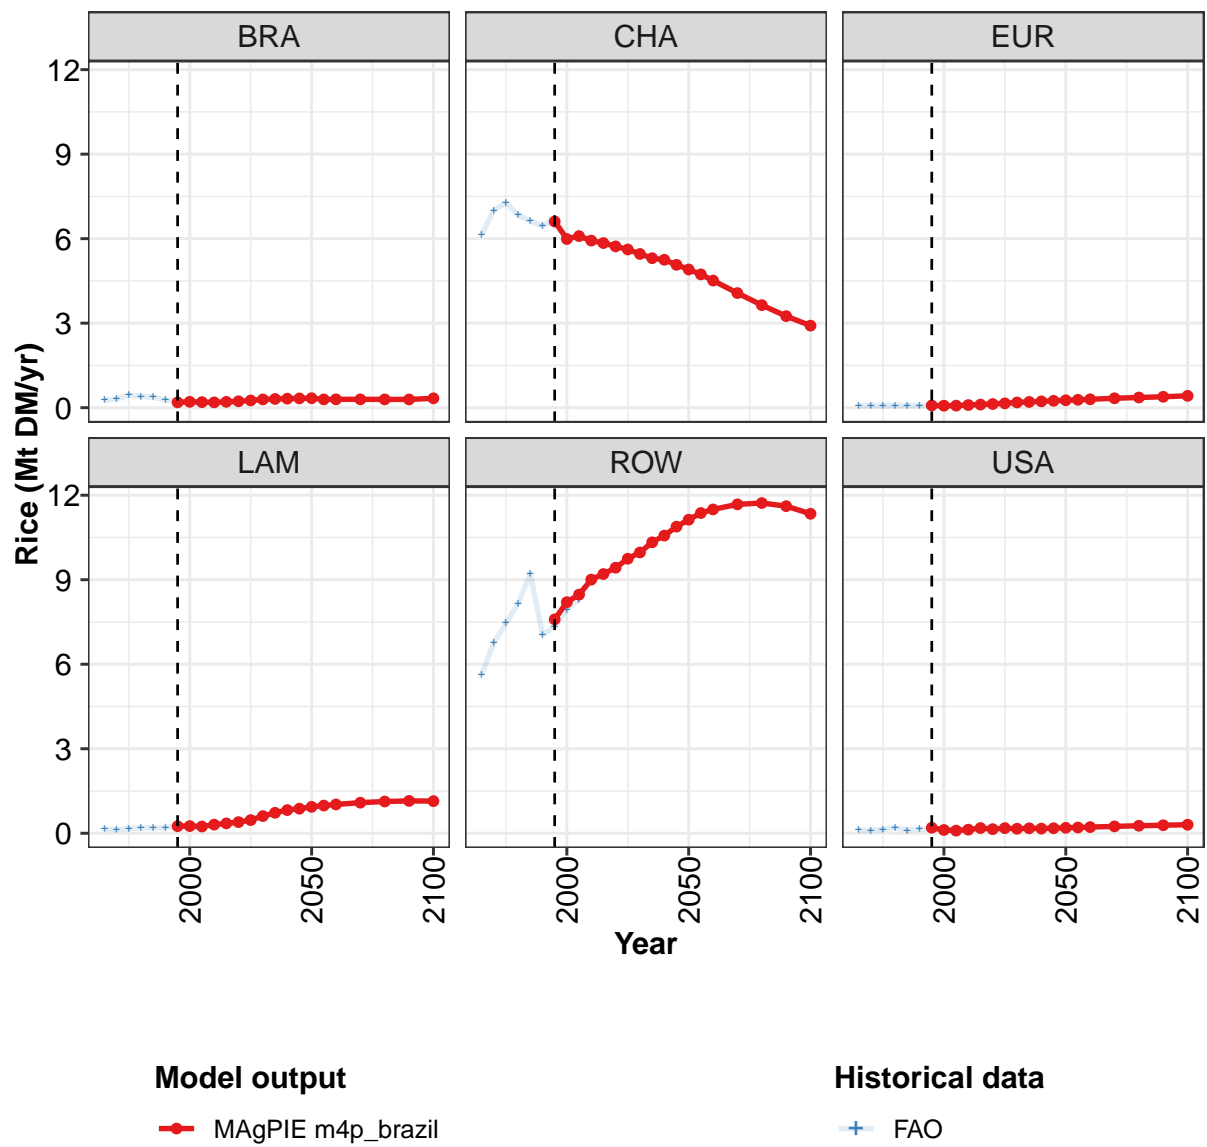 BRA
CHA
EUR
12
9
6
3
0
LAM
ROW
USA
12
9
6
3
0
Rice (Mt DM/yr)
2000
2050
2100
2000
2050
2100
2000
2050
2100
Year
Model output
Historical data
MAgPIE m4p_brazil
FAO